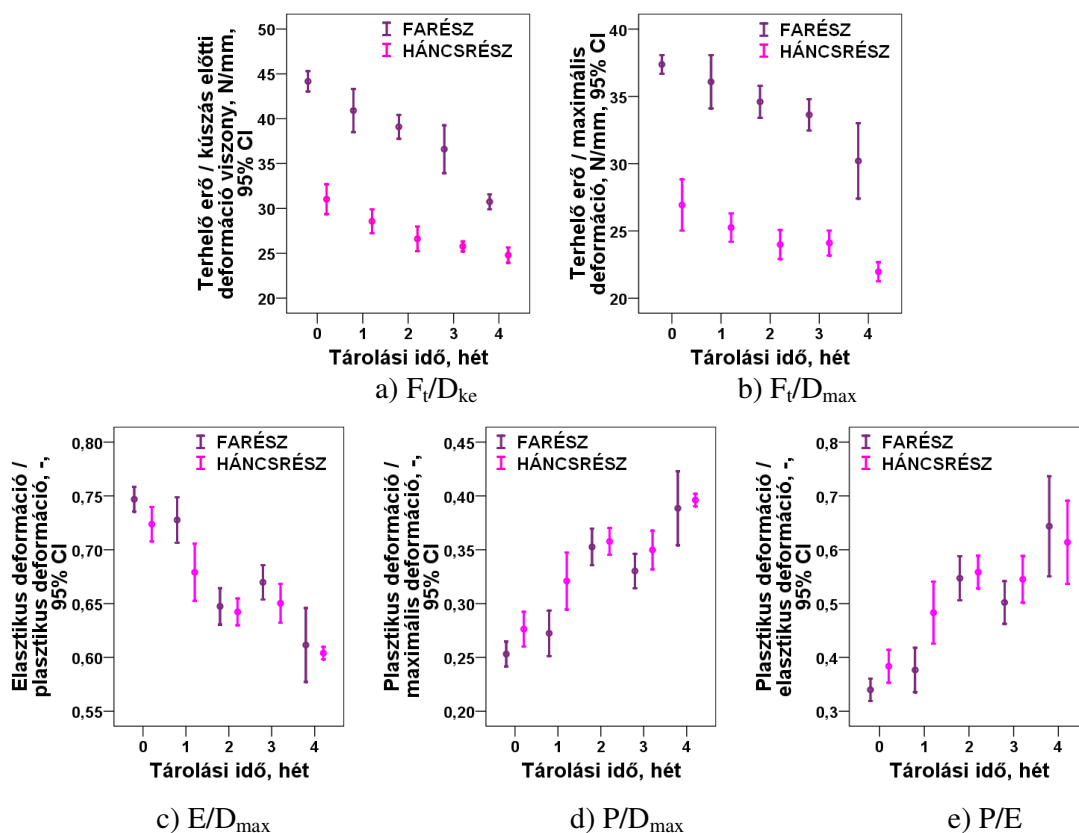 Terhelő erő / kúszás előtti
deformáció viszony, N/mm,
95% CI
50
45
40
35
30
25
20
FARÉSZ
HÁNCSRÉSZ
0 1 2 3 4
Tárolási idő, hét
a) Ft/Dke
Terhelő erő / maximális
deformáció, N/mm, 95% CI
40
35
30
25
20
FARÉSZ
HÁNCSRÉSZ
0 1 2 3 4
Tárolási idő, hét
b) Ft/Dmax
Elasztikus deformáció /
plasztikus deformáció, -,
95% CI
0,80
0,75
0,70
0,65
0,60
0,55
FARÉSZ
HÁNCSRÉSZ
0 1 2 3 4
Tárolási idő, hét
c) E/Dmax
Plasztikus deformáció /
maximális deformáció, -,
95% CI
0,45
0,40
0,35
0,30
0,25
0,20
FARÉSZ
HÁNCSRÉSZ
0 1 2 3 4
Tárolási idő, hét
d) P/Dmax
Plasztikus deformáció /
elasztikus deformáció, -,
95% CI
0,8
0,7
0,6
0,5
0,4
0,3
FARÉSZ
HÁNCSRÉSZ
0 1 2 3 4
Tárolási idő, hét
e) P/E